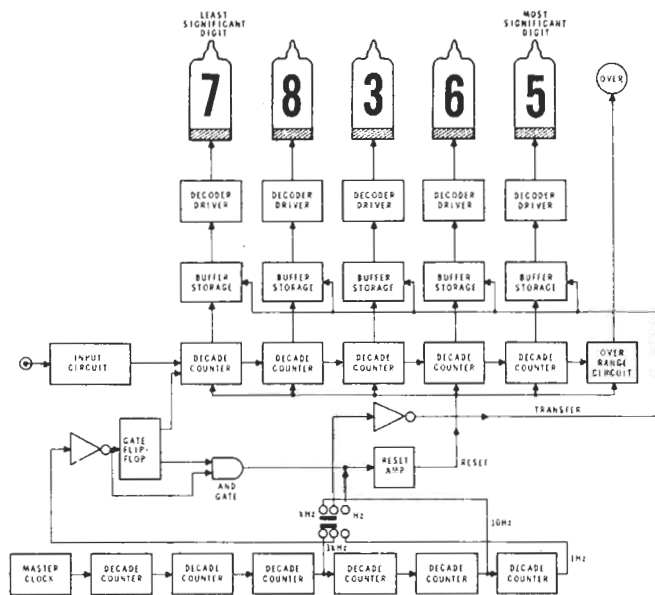 LEAST
SIGNIFICANT
DIGIT
MOST
SIGNIFICANT
DIGIT
7
8
3
6
5
OVER
DECODER
DRIVER
DECODER
DRIVER
DECODER
DRIVER
DECODER
DRIVER
DECODER
DRIVER
BUFFER
STORAGE
BUFFER
STORAGE
BUFFER
STORAGE
BUFFER
STORAGE
BUFFER
STORAGE
INPUT
CIRCUIT
DECADE
COUNTER
DECADE
COUNTER
DECADE
COUNTER
DECADE
COUNTER
DECADE
COUNTER
OVER
RANGE
CIRCUIT
TRANSFER
GATE
FLIP-
FLOP
AND
GATE
RESET
AMP
RESET
kHz
Hz
1kHz
10Hz
1Hz
MASTER
CLOCK
DECADE
COUNTER
DECADE
COUNTER
DECADE
COUNTER
DECADE
COUNTER
DECADE
COUNTER
DECADE
COUNTER